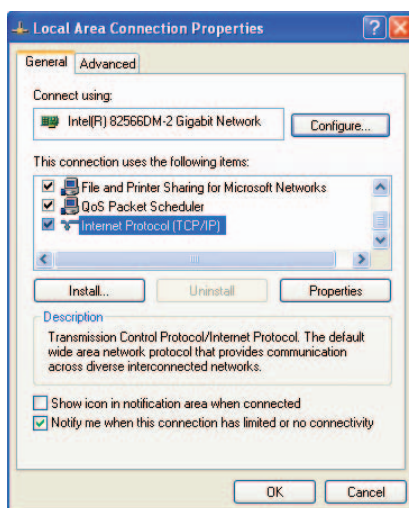 Local Area Connection Properties
General Advanced
Connect using:
Intel(R) 82566DM-2 Gigabit Network Configure...
This connection uses the following items:
File and Printer Sharing for Microsoft Networks
QoS Packet Scheduler
Internet Protocol (TCP/IP)
Install... Uninstall Properties
Description
Transmission Control Protocol/Internet Protocol. The default
wide area network protocol that provides communication
across diverse interconnected networks.
Show icon in notification area when connected
Notify me when this connection has limited or no connectivity
OK Cancel